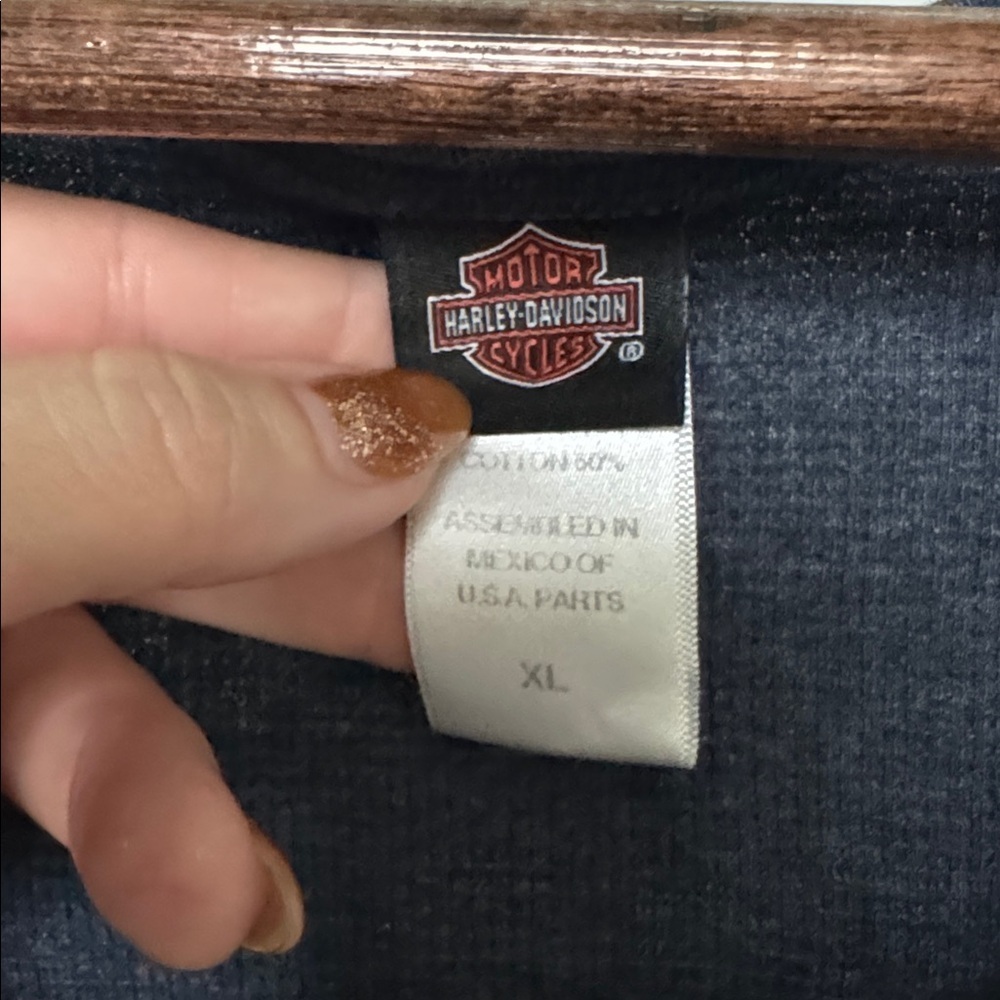 MOTOR
HARLEY-DAVIDSON
CYCLES
®
COTTON 60%
ASSEMBLED IN
MEXICO OF
U.S.A. PARTS
XL